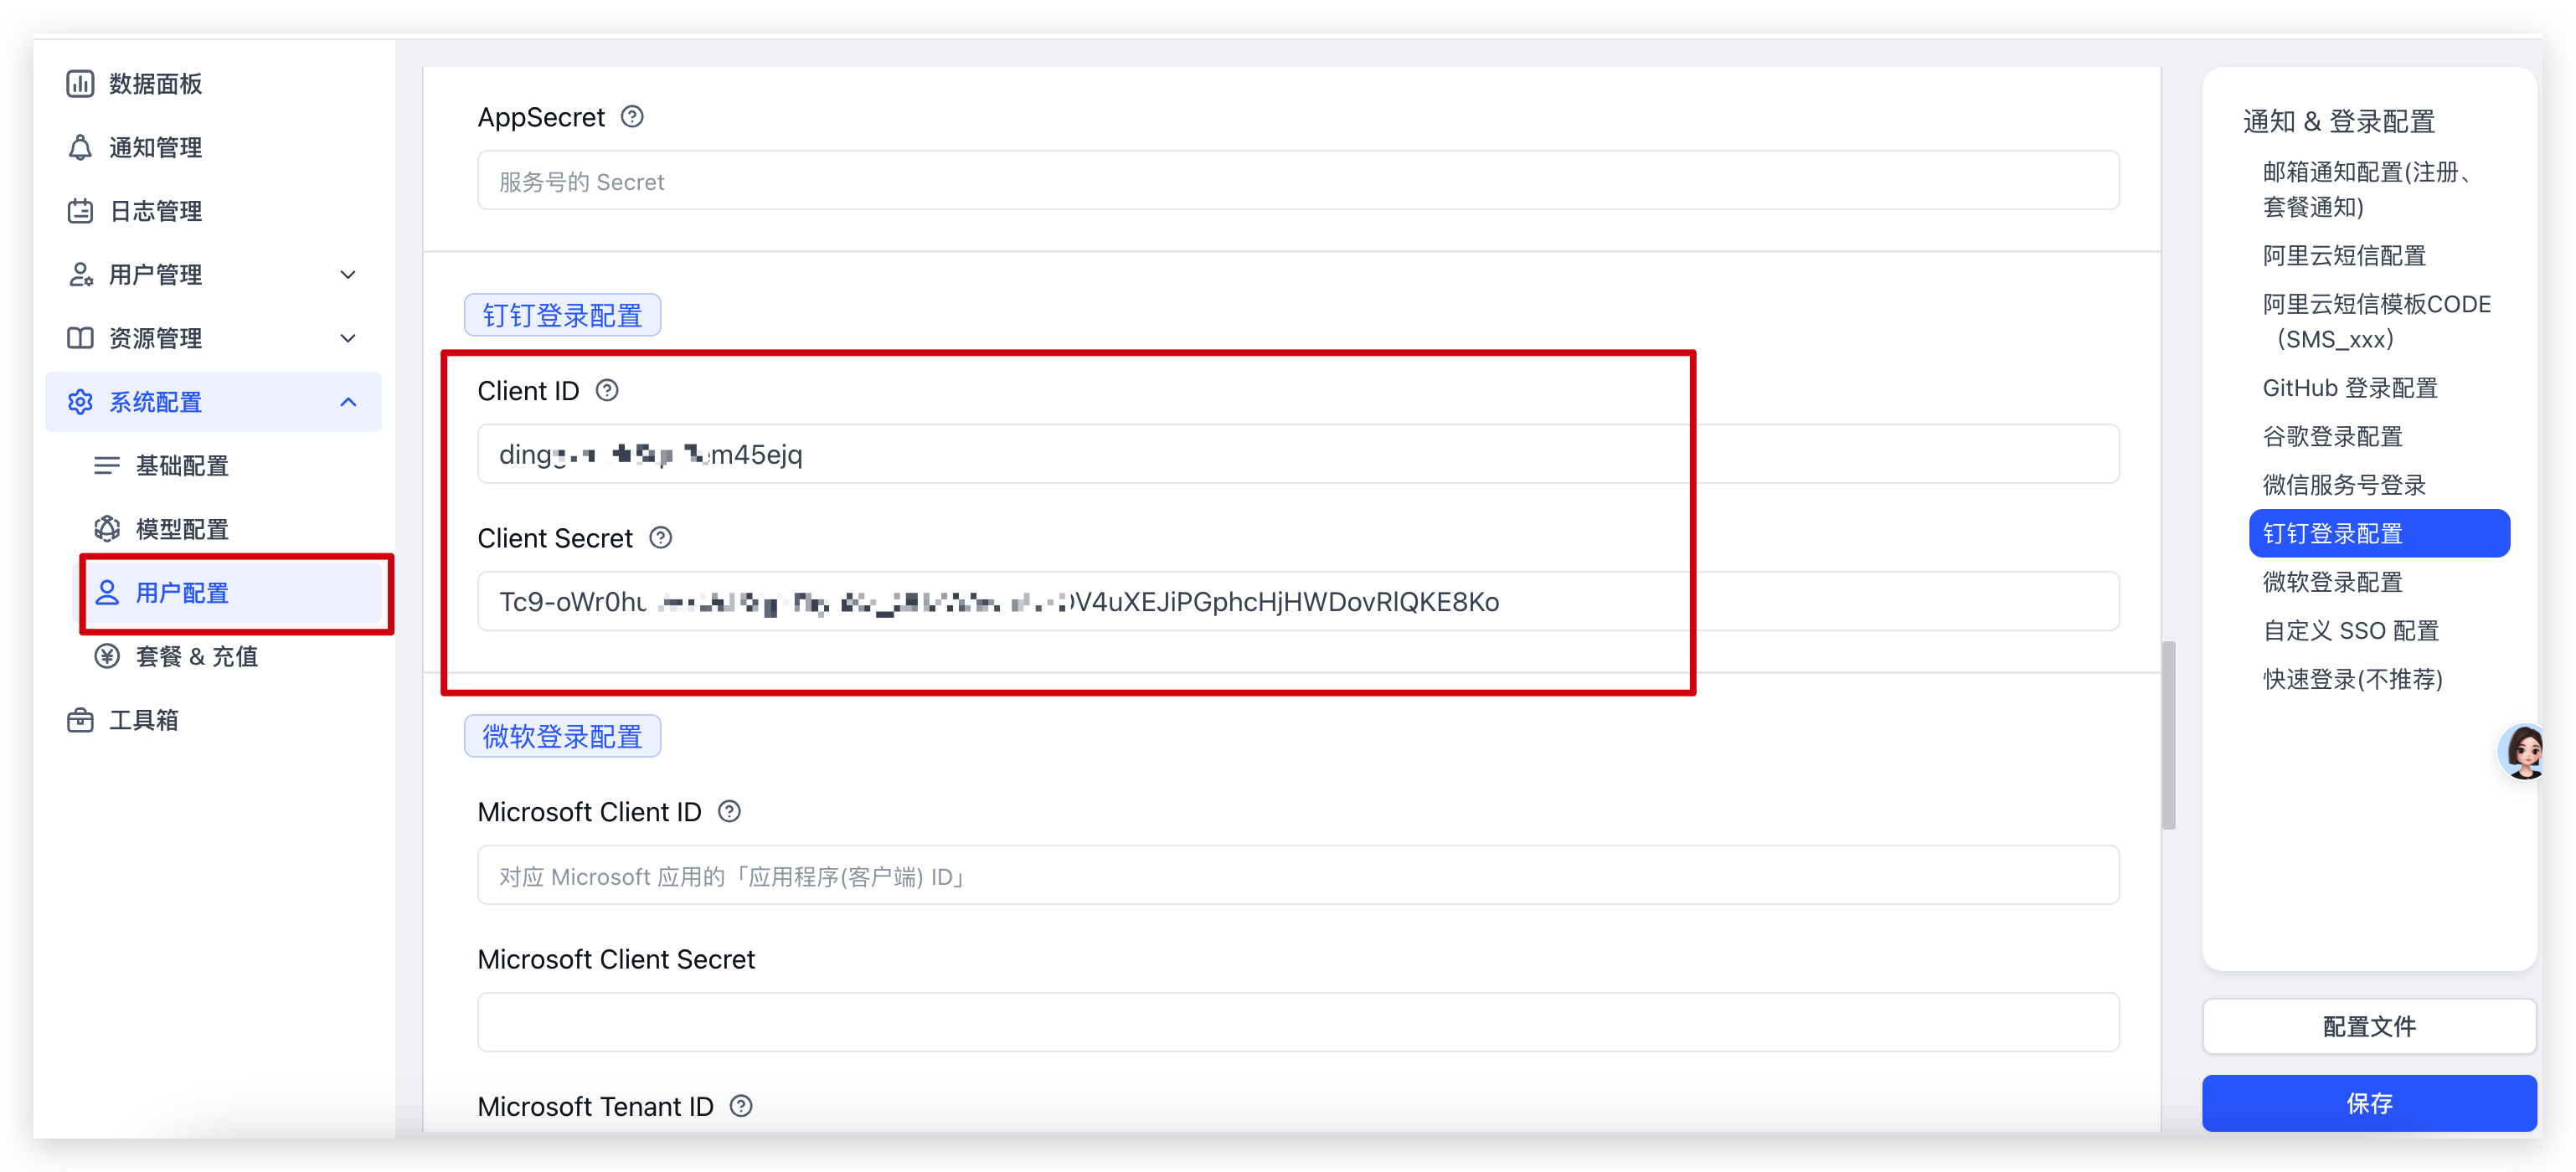 数据面板
通知管理
日志管理
用户管理
资源管理
系统配置
基础配置
模型配置
用户配置
套餐 & 充值
工具箱
AppSecret
服务号的 Secret
钉钉登录配置
Client ID
ding em45ejq
Client Secret
Tc9-oWr0hu V4uXEJiPGphcHjHWDovRlQKE8Ko
微软登录配置
Microsoft Client ID
对应 Microsoft 应用的「应用程序(客户端) ID」
Microsoft Client Secret
Microsoft Tenant ID
通知 & 登录配置
邮箱通知配置(注册、
套餐通知)
阿里云短信配置
阿里云短信模板CODE
（SMS_xxx）
GitHub 登录配置
谷歌登录配置
微信服务号登录
钉钉登录配置
微软登录配置
自定义 SSO 配置
快速登录(不推荐)
配置文件
保存